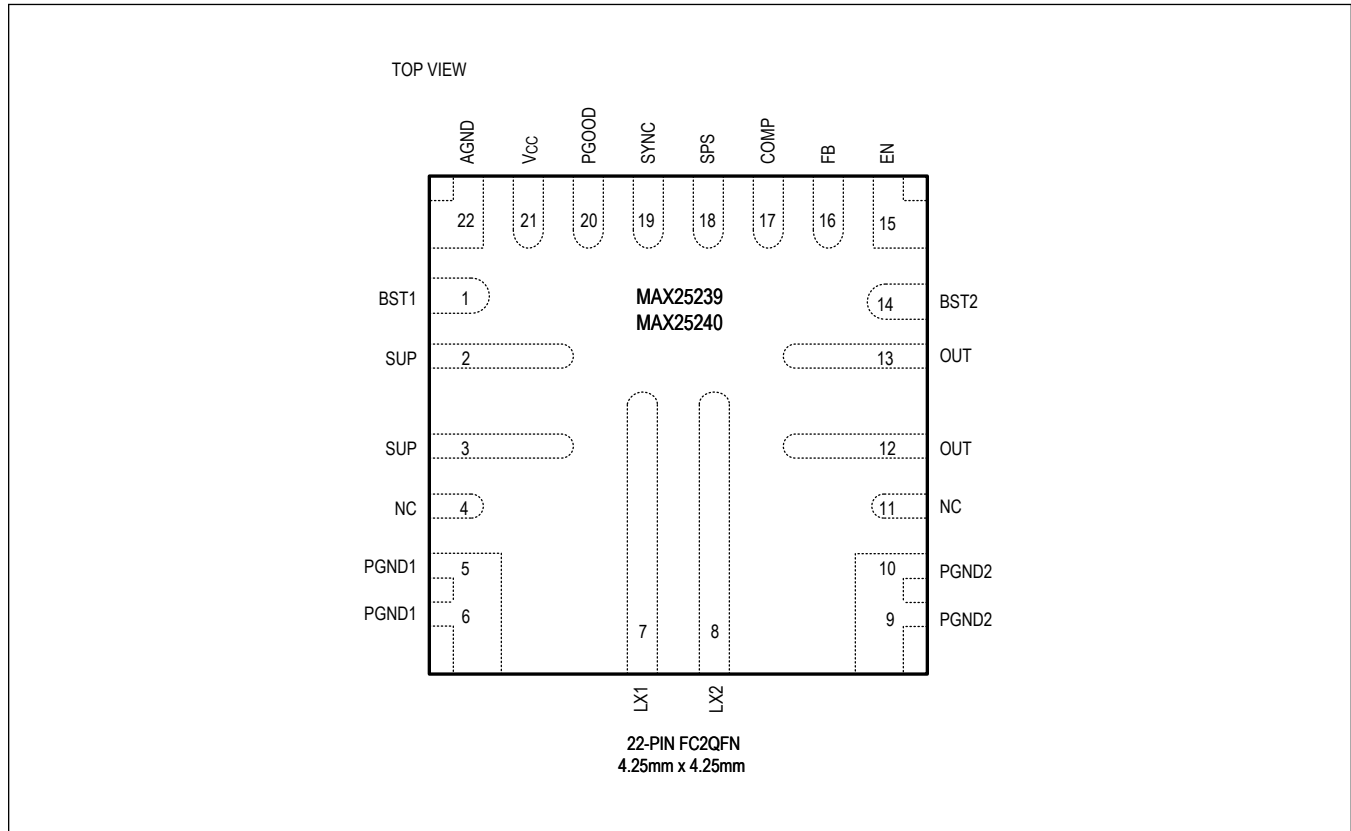 TOP VIEW
AGND
VCC
PGOOD
SYNC
SPS
COMP
FB
EN
22
21
20
19
18
17
16
15
BST1
1
MAX25239
MAX25240
14
BST2
SUP
2
13
OUT
SUP
3
12
OUT
NC
4
11
NC
PGND1
5
10
PGND2
PGND1
6
9
PGND2
7
8
LX1
LX2
22-PIN FC2QFN
4.25mm x 4.25mm